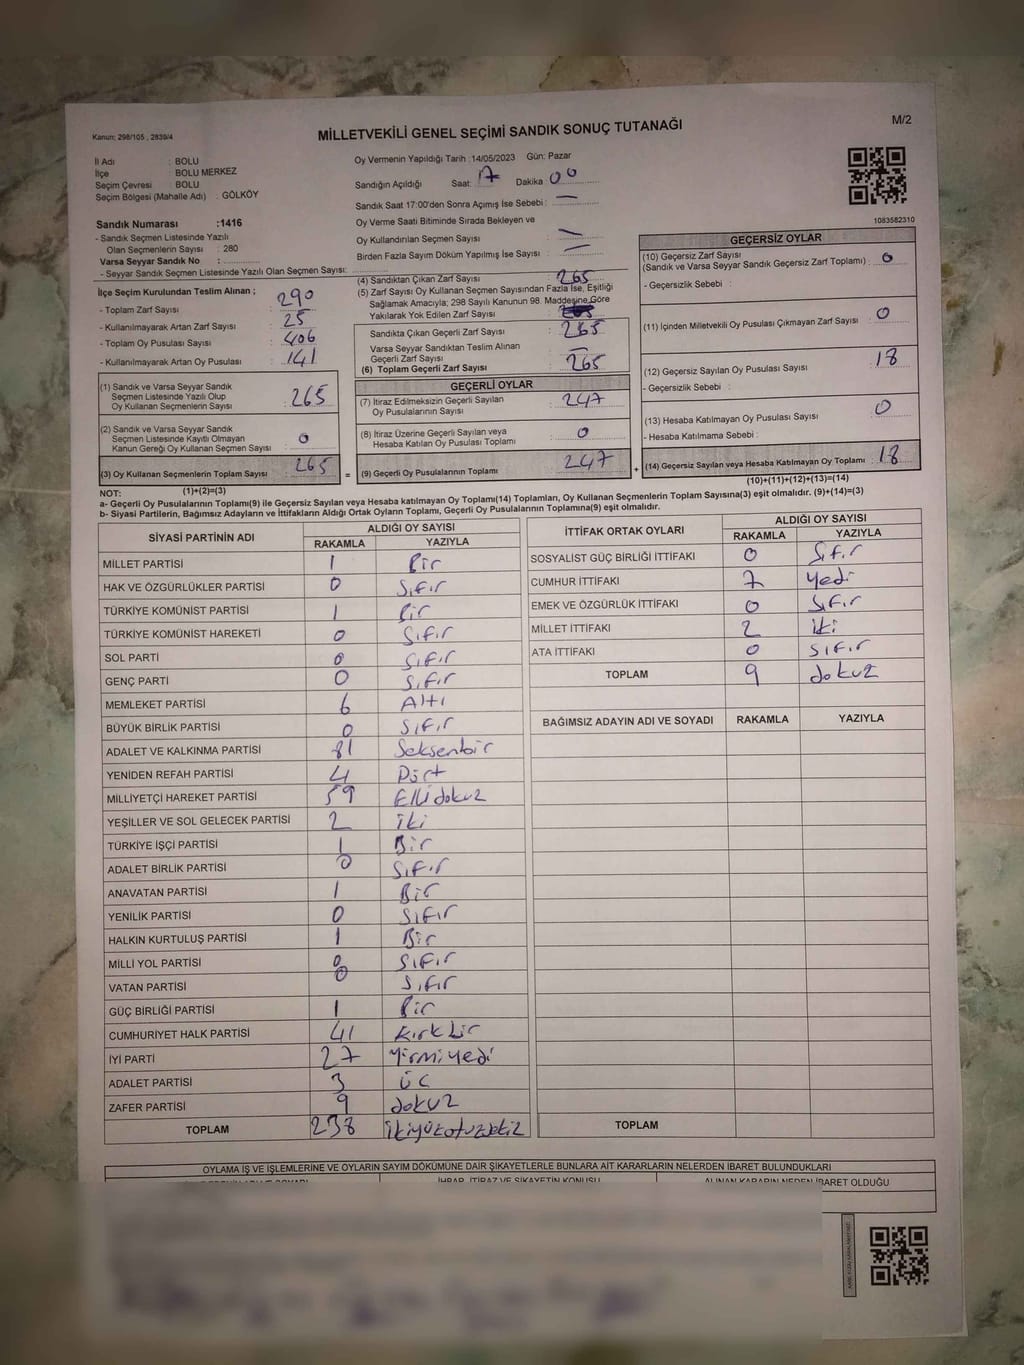 Kanun: 298/105 , 2839/4
MİLLETVEKİLİ GENEL SEÇİMİ SANDIK SONUÇ TUTANAĞI
M/2
İl Adı : BOLU
İlçe : BOLU MERKEZ
Seçim Çevresi : BOLU
Seçim Bölgesi (Mahalle Adı) : GÖLKÖY
Oy Vermenin Yapıldığı Tarih :14/05/2023 Gün: Pazar
Sandığın Açıldığı Saat: 17 Dakika 00
Sandık Saat 17:00'den Sonra Açımış İse Sebebi : —
Oy Verme Saati Bitiminde Sırada Bekleyen ve
Oy Kullandırılan Seçmen Sayısı —
Birden Fazla Sayım Döküm Yapılmış İse Sayısı : —
1083582310
Sandık Numarası :1416
- Sandık Seçmen Listesinde Yazılı
Olan Seçmenlerin Sayısı : 280
Varsa Seyyar Sandık No :
- Seyyar Sandık Seçmen Listesinde Yazılı Olan Seçmen Sayısı:
İlçe Seçim Kurulundan Teslim Alınan ;
- Toplam Zarf Sayısı : 290
- Kullanılmayarak Artan Zarf Sayısı : 25
- Toplam Oy Pusulası Sayısı : 406
- Kullanılmayarak Artan Oy Pusulası : 141
(1) Sandık ve Varsa Seyyar Sandık
Seçmen Listesinde Yazılı Olup
Oy Kullanan Seçmenlerin Sayısı : 265
(2) Sandık ve Varsa Seyyar Sandık
Seçmen Listesinde Kayıtlı Olmayan
Kanun Gereği Oy Kullanan Seçmen Sayısı : 0
(3) Oy Kullanan Seçmenlerin Toplam Sayısı : 265
(1)+(2)=(3)
(4) Sandıktan Çıkan Zarf Sayısı : 265
(5) Zarf Sayısı Oy Kullanan Seçmen Sayısından Fazla İse, Eşitliği
Sağlamak Amacıyla; 298 Sayılı Kanunun 98. Maddesine Göre
Yakılarak Yok Edilen Zarf Sayısı :
Sandıkta Çıkan Geçerli Zarf Sayısı : 265
Varsa Seyyar Sandıktan Teslim Alınan
Geçerli Zarf Sayısı : —
(6) Toplam Geçerli Zarf Sayısı : 265
GEÇERLİ OYLAR
(7) İtiraz Edilmeksizin Geçerli Sayılan
Oy Pusulalarının Sayısı : 247
(8) İtiraz Üzerine Geçerli Sayılan veya
Hesaba Katılan Oy Pusulası Toplamı : 0
= (9) Geçerli Oy Pusulalarının Toplamı : 247
GEÇERSİZ OYLAR
(10) Geçersiz Zarf Sayısı
(Sandık ve Varsa Seyyar Sandık Geçersiz Zarf Toplamı) : 0
- Geçersizlik Sebebi :
(11) İçinden Milletvekili Oy Pusulası Çıkmayan Zarf Sayısı : 0
(12) Geçersiz Sayılan Oy Pusulası Sayısı : 18
- Geçersizlik Sebebi :
(13) Hesaba Katılmayan Oy Pusulası Sayısı : 0
- Hesaba Katılmama Sebebi :
+ (14) Geçersiz Sayılan veya Hesaba Katılmayan Oy Toplamı : 18
(10)+(11)+(12)+(13)=(14)
NOT:
a- Geçerli Oy Pusulalarının Toplamı(9) ile Geçersiz Sayılan veya Hesaba katılmayan Oy Toplamı(14) Toplamları, Oy Kullanan Seçmenlerin Toplam Sayısına(3) eşit olmalıdır. (9)+(14)=(3)
b- Siyasi Partilerin, Bağımsız Adayların ve İttifakların Aldığı Ortak Oyların Toplamı, Geçerli Oy Pusulalarının Toplamına(9) eşit olmalıdır.
SİYASİ PARTİNİN ADI ALDIĞI OY SAYISI
RAKAMLA YAZIYLA
MİLLET PARTİSİ 1 Bir
HAK VE ÖZGÜRLÜKLER PARTİSİ 0 Sıfır
TÜRKİYE KOMÜNİST PARTİSİ 1 Bir
TÜRKİYE KOMÜNİST HAREKETİ 0 Sıfır
SOL PARTİ 0 Sıfır
GENÇ PARTİ 0 Sıfır
MEMLEKET PARTİSİ 6 Altı
BÜYÜK BİRLİK PARTİSİ 0 Sıfır
ADALET VE KALKINMA PARTİSİ 81 Seksenbir
YENİDEN REFAH PARTİSİ 4 Dört
MİLLİYETÇİ HAREKET PARTİSİ 59 Ellidokuz
YEŞİLLER VE SOL GELECEK PARTİSİ 2 İki
TÜRKİYE İŞÇİ PARTİSİ 1 Bir
ADALET BİRLİK PARTİSİ 0 Sıfır
ANAVATAN PARTİSİ 1 Bir
YENİLİK PARTİSİ 0 Sıfır
HALKIN KURTULUŞ PARTİSİ 1 Bir
MİLLİ YOL PARTİSİ 0 Sıfır
VATAN PARTİSİ 0 Sıfır
GÜÇ BİRLİĞİ PARTİSİ 1 Bir
CUMHURİYET HALK PARTİSİ 41 Kırkbir
İYİ PARTİ 27 Yirmiyedi
ADALET PARTİSİ 3 Üç
ZAFER PARTİSİ 9 dokuz
TOPLAM 238 ikiyüzotuzsekiz
İTTİFAK ORTAK OYLARI ALDIĞI OY SAYISI
RAKAMLA YAZIYLA
SOSYALİST GÜÇ BİRLİĞİ İTTİFAKI 0 Sıfır
CUMHUR İTTİFAKI 7 yedi
EMEK VE ÖZGÜRLÜK İTTİFAKI 0 Sıfır
MİLLET İTTİFAKI 2 iki
ATA İTTİFAKI 0 Sıfır
TOPLAM 9 dokuz
BAĞIMSIZ ADAYIN ADI VE SOYADI RAKAMLA YAZIYLA
TOPLAM
OYLAMA İŞ VE İŞLEMLERİNE VE OYLARIN SAYIM DÖKÜMÜNE DAİR ŞİKAYETLERLE BUNLARA AİT KARARLARIN NELERDEN İBARET BULUNDUKLARI
İHBAR, İTİRAZ VE ŞİKAYETİN KONUSU
ALINAN KARARIN NEDEN İBARET OLDUĞU